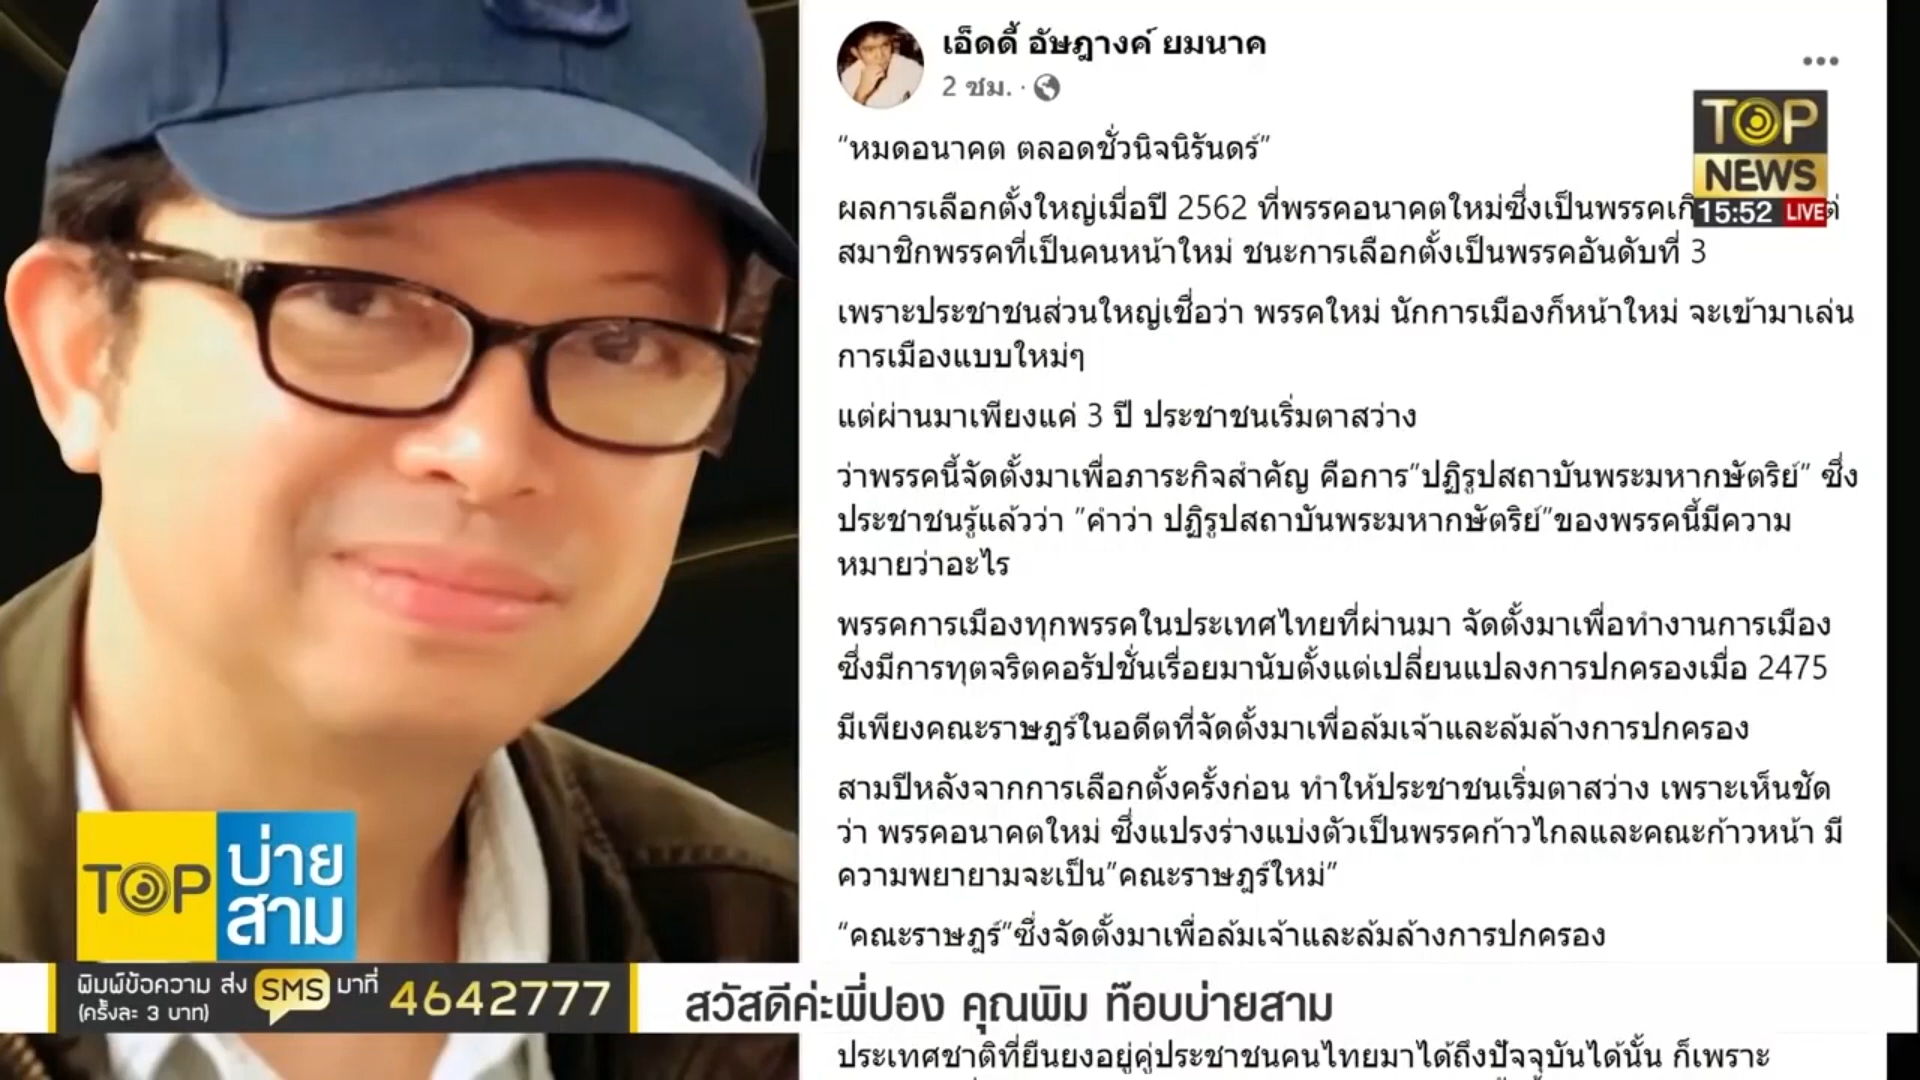 เอ็ดดี้ อัษฎางค์ ยมนาค
2 ชม. ·
“หมดอนาคต ตลอดชั่วนิจนิรันดร์”
TOP
NEWS
15:52 LIVE
ผลการเลือกตั้งใหญ่เมื่อปี 2562 ที่พรรคอนาคตใหม่ซึ่งเป็นพรรคเกิ
สมาชิกพรรคที่เป็นคนหน้าใหม่ ชนะการเลือกตั้งเป็นพรรคอันดับที่ 3
เพราะประชาชนส่วนใหญ่เชื่อว่า พรรคใหม่ นักการเมืองก็หน้าใหม่ จะเข้ามาเล่น
การเมืองแบบใหม่ๆ
แต่ผ่านมาเพียงแค่ 3 ปี ประชาชนเริ่มตาสว่าง
ว่าพรรคนี้จัดตั้งมาเพื่อภาระกิจสำคัญ คือการ”ปฏิรูปสถาบันพระมหากษัตริย์” ซึ่ง
ประชาชนรู้แล้วว่า ”คำว่า ปฏิรูปสถาบันพระมหากษัตริย์”ของพรรคนี้มีความ
หมายว่าอะไร
พรรคการเมืองทุกพรรคในประเทศไทยที่ผ่านมา จัดตั้งมาเพื่อทำงานการเมือง
ซึ่งมีการทุตจริตคอรัปชั่นเรื่อยมานับตั้งแต่เปลี่ยนแปลงการปกครองเมื่อ 2475
มีเพียงคณะราษฎร์ในอดีตที่จัดตั้งมาเพื่อล้มเจ้าและล้มล้างการปกครอง
สามปีหลังจากการเลือกตั้งครั้งก่อน ทำให้ประชาชนเริ่มตาสว่าง เพราะเห็นชัด
ว่า พรรคอนาคตใหม่ ซึ่งแปรงร่างแบ่งตัวเป็นพรรคก้าวไกลและคณะก้าวหน้า มี
ความพยายามจะเป็น”คณะราษฎร์ใหม่”
“คณะราษฎร์”ซึ่งจัดตั้งมาเพื่อล้มเจ้าและล้มล้างการปกครอง
TOP บ่าย
สาม
พิมพ์ข้อความ ส่ง SMS มาที่ 4642777
(ครั้งละ 3 บาท)
สวัสดีค่ะพี่ปอง คุณพิม ท๊อบบ่ายสาม
ประเทศชาติที่ยืนยงอยู่คู่ประชาชนคนไทยมาได้ถึงปัจจุบันได้นั้น ก็เพราะ